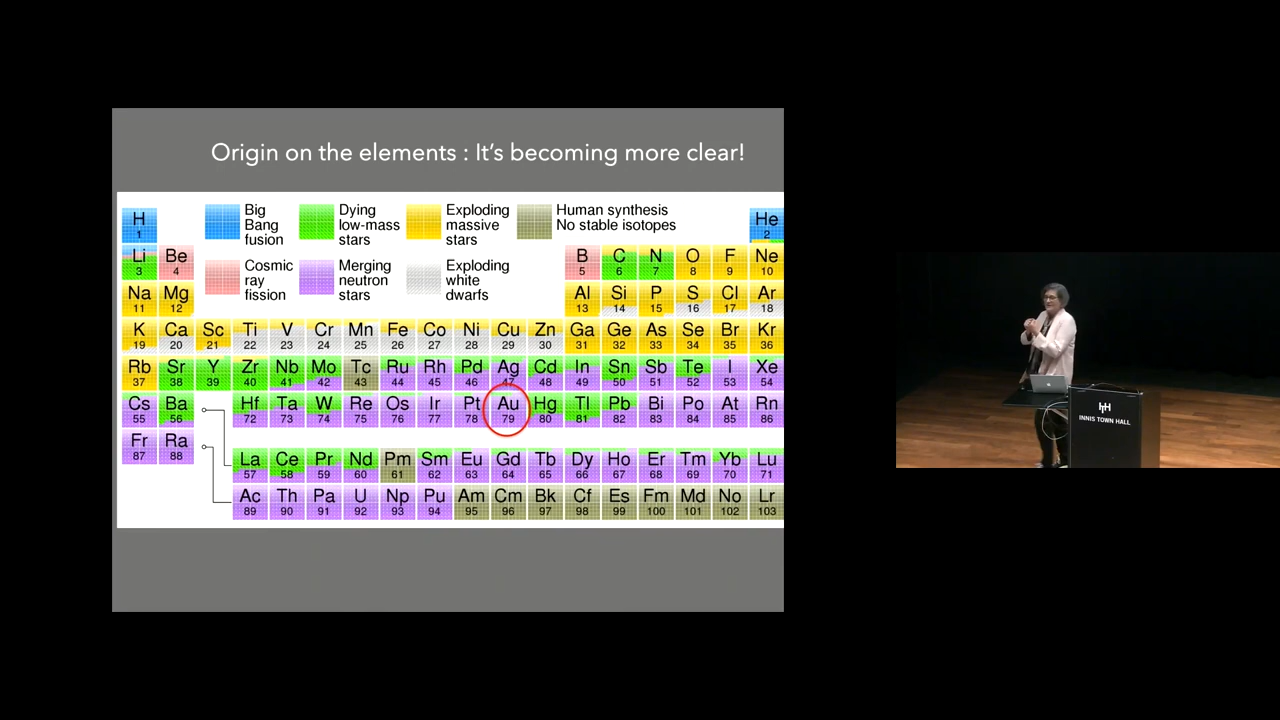 Origin on the elements : It's becoming more clear!
Big Bang fusion
Dying low-mass stars
Exploding massive stars
Human synthesis
No stable isotopes
Cosmic ray fission
Merging neutron stars
Exploding white dwarfs
H 1 He 2
Li 3 Be 4 B 5 C 6 N 7 O 8 F 9 Ne 10
Na 11 Mg 12 Al 13 Si 14 P 15 S 16 Cl 17 Ar 18
K 19 Ca 20 Sc 21 Ti 22 V 23 Cr 24 Mn 25 Fe 26 Co 27 Ni 28 Cu 29 Zn 30 Ga 31 Ge 32 As 33 Se 34 Br 35 Kr 36
Rb 37 Sr 38 Y 39 Zr 40 Nb 41 Mo 42 Tc 43 Ru 44 Rh 45 Pd 46 Ag 47 Cd 48 In 49 Sn 50 Sb 51 Te 52 I 53 Xe 54
Cs 55 Ba 56 Hf 72 Ta 73 W 74 Re 75 Os 76 Ir 77 Pt 78 Au 79 Hg 80 Tl 81 Pb 82 Bi 83 Po 84 At 85 Rn 86
Fr 87 Ra 88
La 57 Ce 58 Pr 59 Nd 60 Pm 61 Sm 62 Eu 63 Gd 64 Tb 65 Dy 66 Ho 67 Er 68 Tm 69 Yb 70 Lu 71
Ac 89 Th 90 Pa 91 U 92 Np 93 Pu 94 Am 95 Cm 96 Bk 97 Cf 98 Es 99 Fm 100 Md 101 No 102 Lr 103
INNIS TOWN HALL